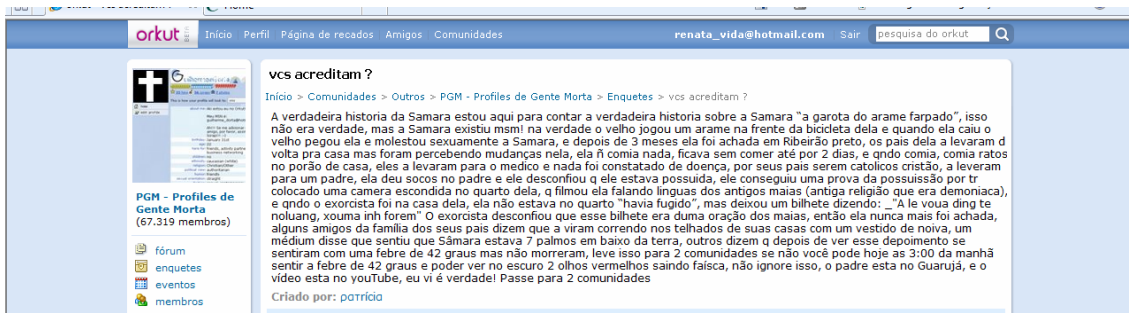 orkut BETA Início Perfil Página de recados Amigos Comunidades renata_vida@hotmail.com Sair pesquisa do orkut
vcs acreditam ?
Início > Comunidades > Outros > PGM - Profiles de Gente Morta > Enquetes > vcs acreditam ?
A verdadeira historia da Samara estou aqui para contar a verdadeira historia sobre a Samara “a garota do arame farpado”, isso
não era verdade, mas a Samara existiu msm! na verdade o velho jogou um arame na frente da bicicleta dela e quando ela caiu o
velho pegou ela e molestou sexuamente a Samara, e depois de 3 meses ela foi achada em Ribeirão preto, os pais dela a levaram d
volta pra casa mas foram percebendo mudanças nela, ela ñ comia nada, ficava sem comer até por 2 dias, e qndo comia, comia ratos
no porão de casa, eles a levaram para o medico e nada foi constatado de doença, por seus pais serem catolicos cristão, a leveram
para um padre, ela deu socos no padre e ele desconfiou q ele estava possuida, ele conseguiu uma prova da possuissão por tr
colocado uma camera escondida no quarto dela, q filmou ela falando linguas dos antigos maias (antiga religião que era demoniaca),
e qndo o exorcista foi na casa dela, ela não estava no quarto “havia fugido”, mas deixou um bilhete dizendo: _"A le voua ding te
noluang, xouma inh forem" O exorcista desconfiou que esse bilhete era duma oração dos maias, então ela nunca mais foi achada,
alguns amigos da família dos seus pais dizem que a viram correndo nos telhados de suas casas com um vestido de noiva, um
médium disse que sentiu que Sâmara estava 7 palmos em baixo da terra, outros dizem q depois de ver esse depoimento se
sentiram com uma febre de 42 graus mas não morreram, leve isso para 2 comunidades se não você pode hoje as 3:00 da manhã
sentir a febre de 42 graus e poder ver no escuro 2 olhos vermelhos saindo faísca, não ignore isso, o padre esta no Guarujá, e o
vídeo esta no youTube, eu vi é verdade! Passe para 2 comunidades
Criado por: pατrícia
PGM - Profiles de
Gente Morta
(67.319 membros)
fórum
enquetes
eventos
membros